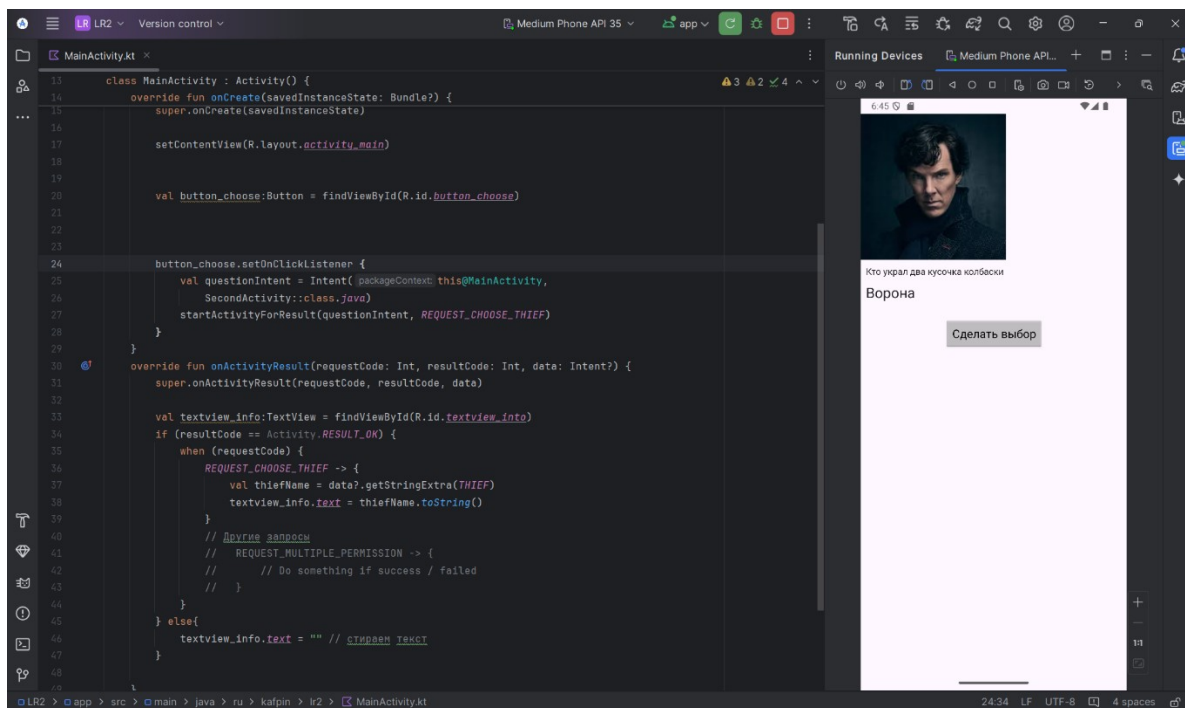 LR LR2 Version control Medium Phone API 35 app
MainActivity.kt
Running Devices Medium Phone API...
3 2 4
13 class MainActivity : Activity() {
14 override fun onCreate(savedInstanceState: Bundle?) {
15 super.onCreate(savedInstanceState)
16
17 setContentView(R.layout.activity_main)
18
19
20 val button_choose:Button = findViewById(R.id.button_choose)
21
22
23
24 button_choose.setOnClickListener {
25 val questionIntent = Intent( packageContext: this@MainActivity,
26 SecondActivity::class.java)
27 startActivityForResult(questionIntent, REQUEST_CHOOSE_THIEF)
28 }
29 }
30 override fun onActivityResult(requestCode: Int, resultCode: Int, data: Intent?) {
31 super.onActivityResult(requestCode, resultCode, data)
32
33 val textview_info:TextView = findViewById(R.id.textview_into)
34 if (resultCode == Activity.RESULT_OK) {
35 when (requestCode) {
36 REQUEST_CHOOSE_THIEF -> {
37 val thiefName = data?.getStringExtra(THIEF)
38 textview_info.text = thiefName.toString()
39 }
40 // Другие запросы
41 // REQUEST_MULTIPLE_PERMISSION -> {
42 // // Do something if success / failed
43 // }
44 }
45 } else{
46 textview_info.text = "" // стираем текст
47 }
48
49 }
6:45
Кто украл два кусочка колбаски
Ворона
Сделать выбор
1:1
LR2 > app > src > main > java > ru > kafpin > lr2 > MainActivity.kt
24:34 LF UTF-8 4 spaces